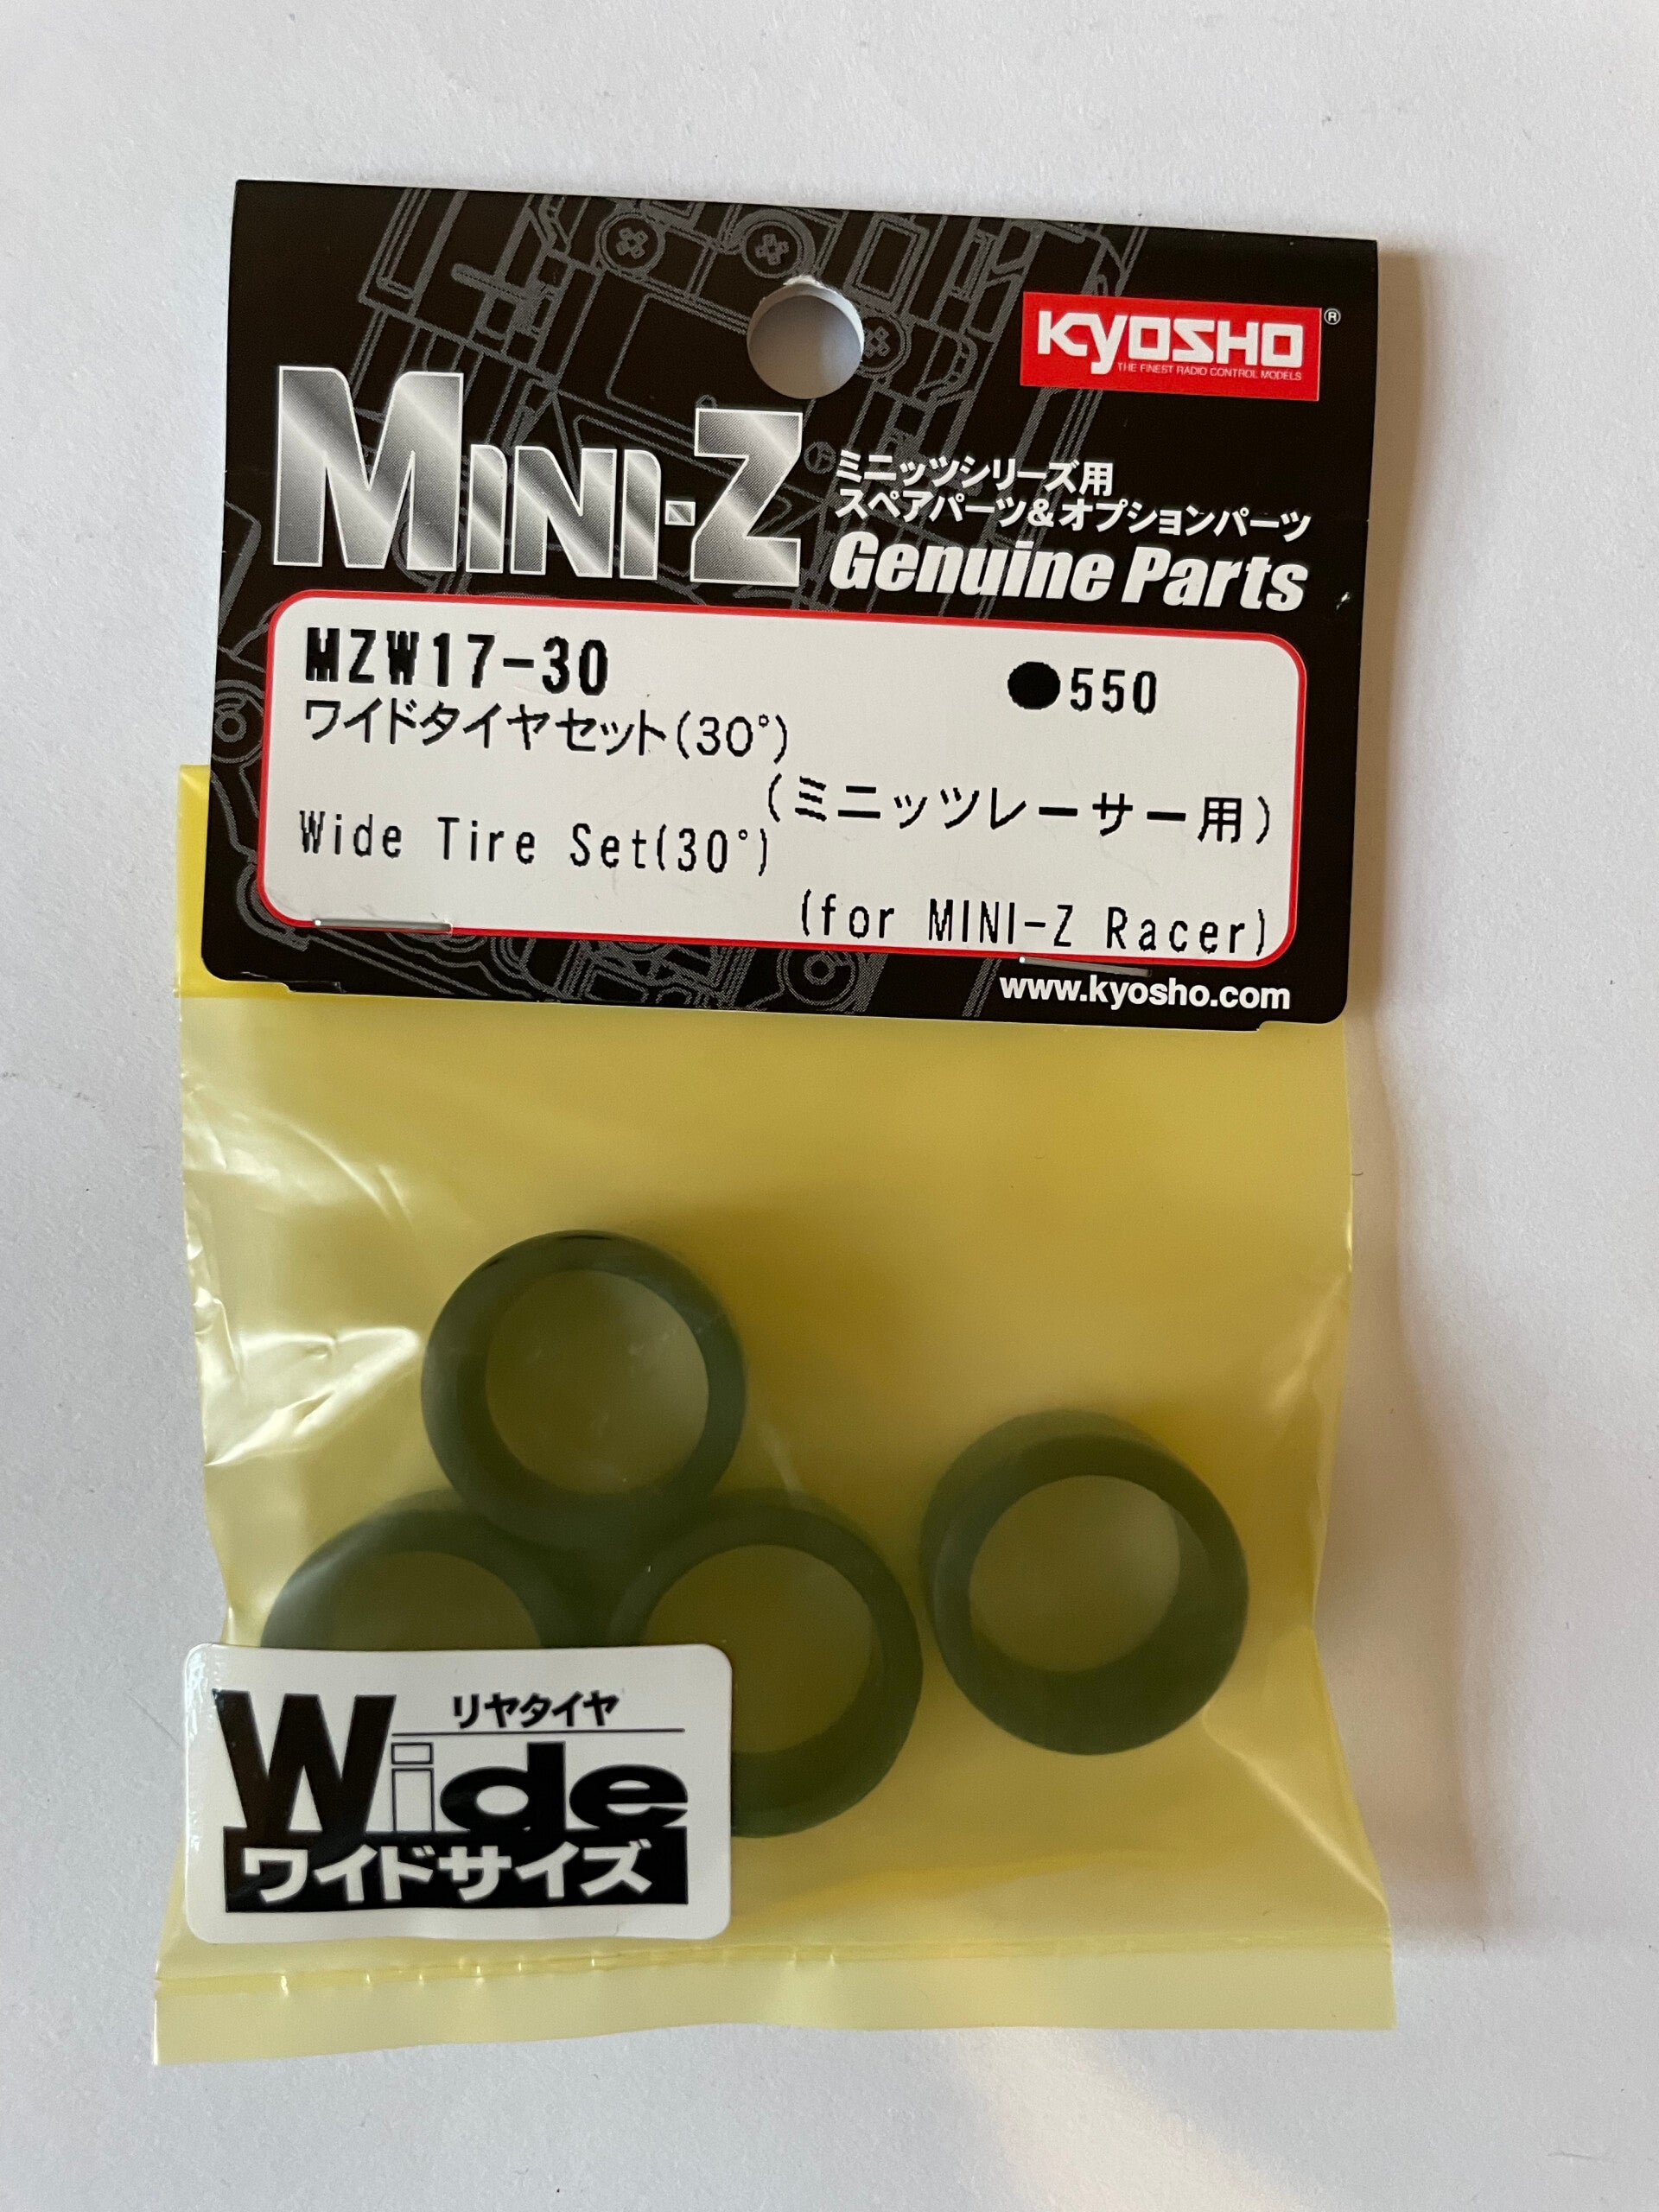 KYOSHO®
THE FINEST RADIO CONTROL MODELS
MINI-Z
ミニッツシリーズ用
スペアパーツ&オプションパーツ
Genuine Parts
MZW17-30 ●550
ワイドタイヤセット(30°)
(ミニッツレーサー用)
Wide Tire Set(30°)
(for MINI-Z Racer)
www.kyosho.com
リヤタイヤ
Wide
ワイドサイズ